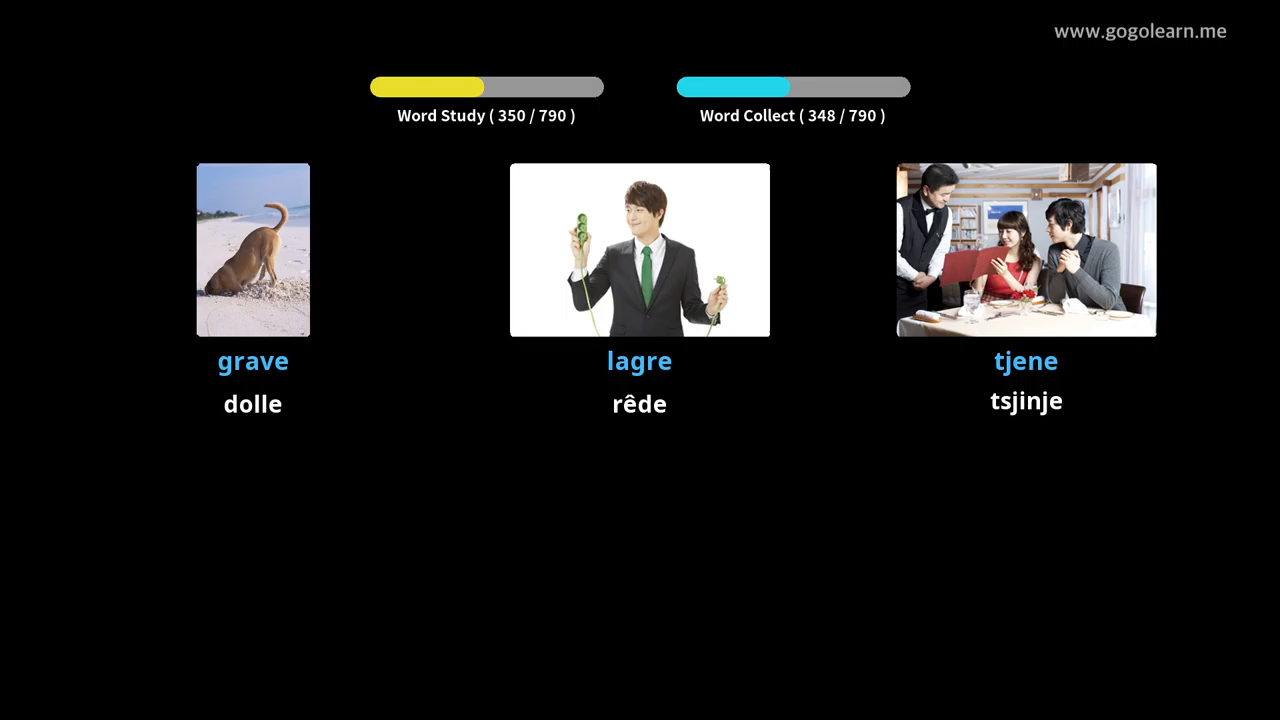 www.gogolearn.me
Word Study ( 350 / 790 )
Word Collect ( 348 / 790 )
grave
lagre
tjene
dolle
rêde
tsjinje